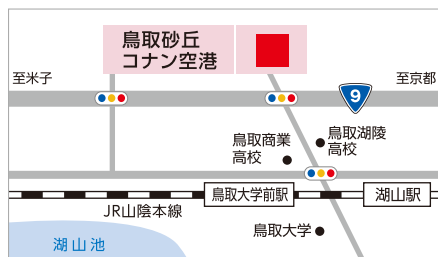 鳥取砂丘
コナン空港
至米子
至京都
9
鳥取商業
高校
鳥取湖陵
高校
鳥取大学前駅
湖山駅
JR山陰本線
鳥取大学
湖山池